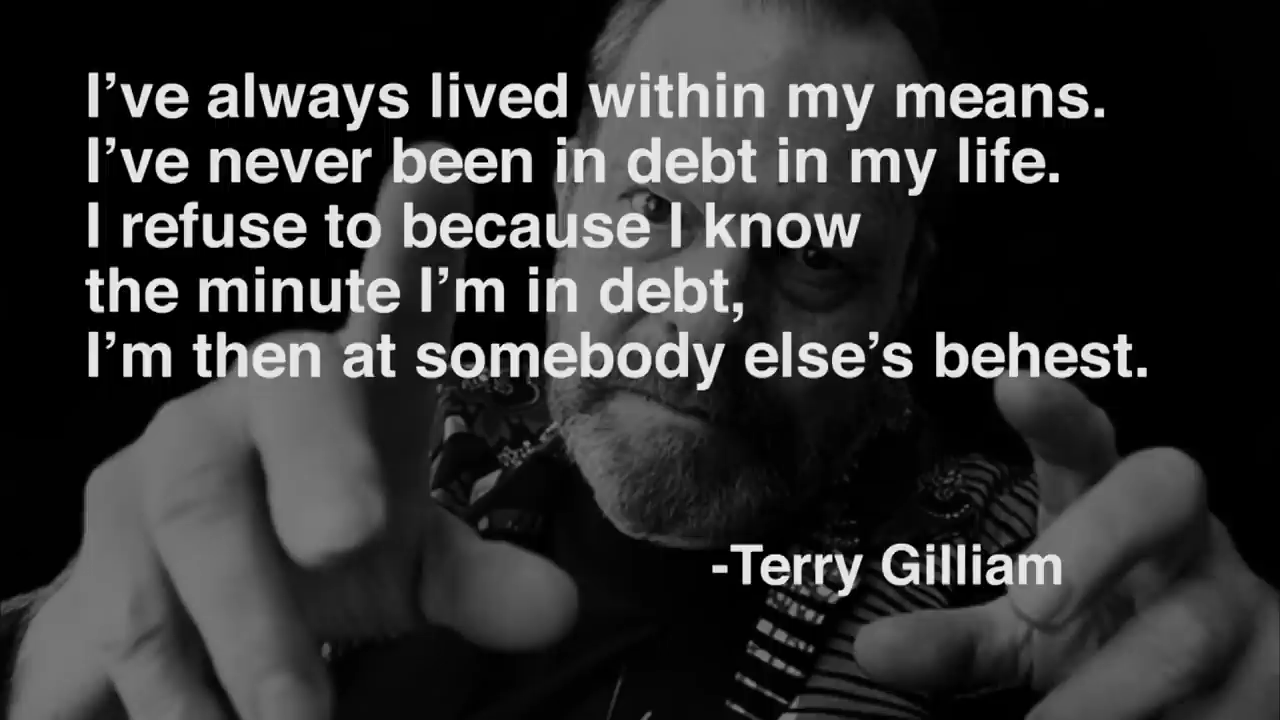 I’ve always lived within my means.
I’ve never been in debt in my life.
I refuse to because I know
the minute I’m in debt,
I’m then at somebody else’s behest.
-Terry Gilliam